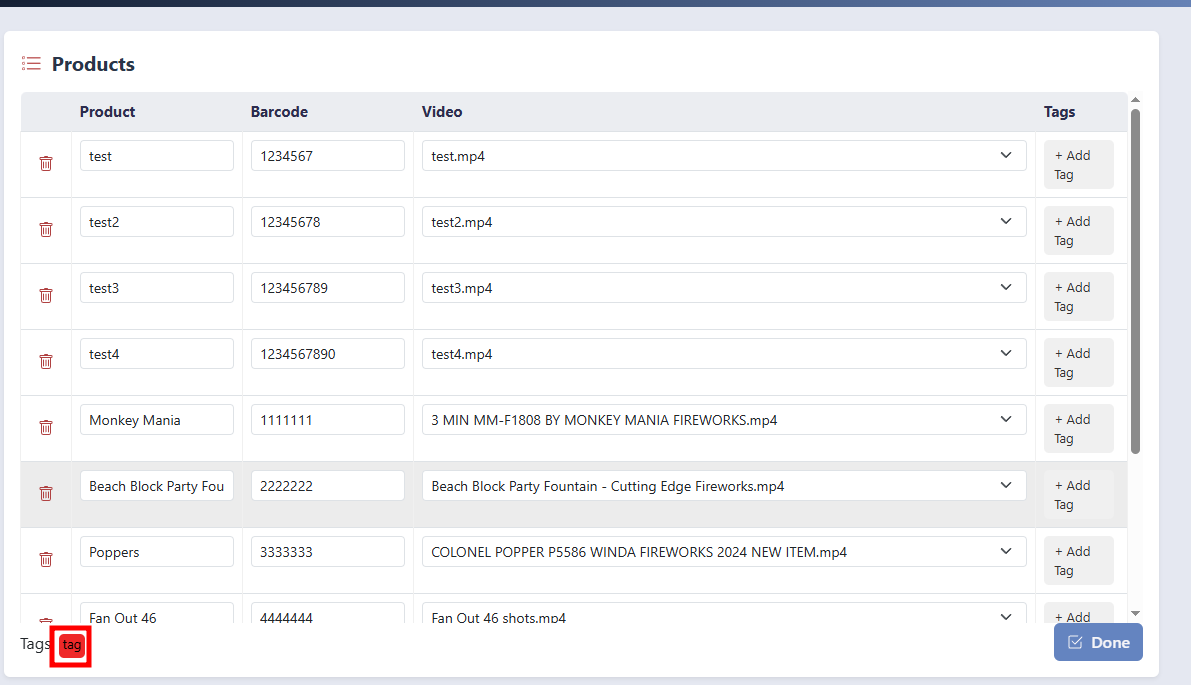 Products
Product Barcode Video Tags
test 1234567 test.mp4 + Add Tag
test2 12345678 test2.mp4 + Add Tag
test3 123456789 test3.mp4 + Add Tag
test4 1234567890 test4.mp4 + Add Tag
Monkey Mania 1111111 3 MIN MM-F1808 BY MONKEY MANIA FIREWORKS.mp4 + Add Tag
Beach Block Party Fou 2222222 Beach Block Party Fountain - Cutting Edge Fireworks.mp4 + Add Tag
Poppers 3333333 COLONEL POPPER P5586 WINDA FIREWORKS 2024 NEW ITEM.mp4 + Add Tag
Fan Out 46 4444444 Fan Out 46 shots.mp4 + Add
Tags tag Done